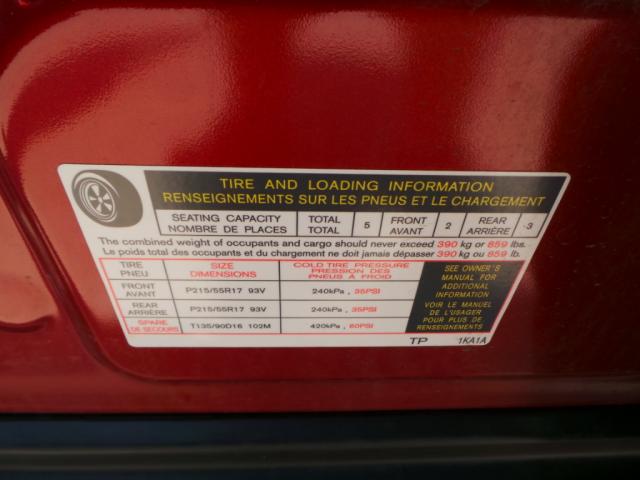 TIRE AND LOADING INFORMATION
RENSEIGNEMENTS SUR LES PNEUS ET LE CHARGEMENT
SEATING CAPACITY TOTAL 5 FRONT 2 REAR 3
NOMBRE DE PLACES TOTAL AVANT ARRIÈRE
The combined weight of occupants and cargo should never exceed 390 kg or 859 lbs.
Le poids total des occupants et du chargement ne doit jamais dépasser 390 kg ou 859 lb.
TIRE SIZE COLD TIRE PRESSURE
PNEU DIMENSIONS PRESSION DES PNEUS À FROID
FRONT AVANT P215/55R17 93V 240kPa , 35PSI
REAR ARRIÈRE P215/55R17 93V 240kPa , 35PSI
SPARE DE SECOURS T135/90D16 102M 420kPa , 60PSI
SEE OWNER'S
MANUAL FOR
ADDITIONAL
INFORMATION
VOIR LE MANUEL
DE L'USAGER
POUR PLUS DE
RENSEIGNEMENTS
TP 1KA1A